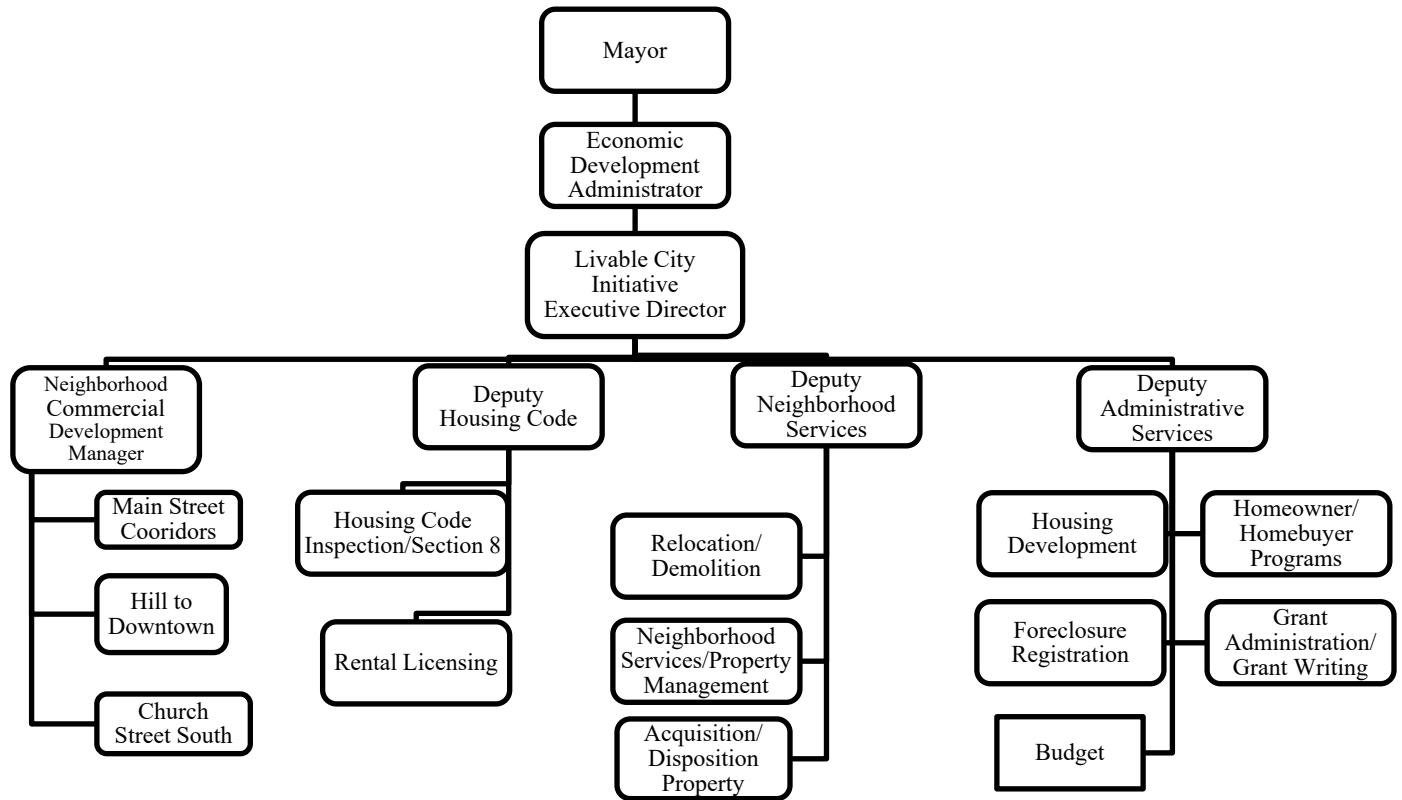 Mayor
Economic
Development
Administrator
Livable City
Initiative
Executive Director
Neighborhood
Commercial
Development
Manager
Deputy
Housing Code
Deputy
Neighborhood
Services
Deputy
Administrative
Services
Main Street
Cooridors
Hill to
Downtown
Church
Street South
Housing Code
Inspection/Section 8
Rental Licensing
Relocation/
Demolition
Neighborhood
Services/Property
Management
Acquisition/
Disposition
Property
Housing
Development
Homeowner/
Homebuyer
Programs
Foreclosure
Registration
Grant
Administration/
Grant Writing
Budget